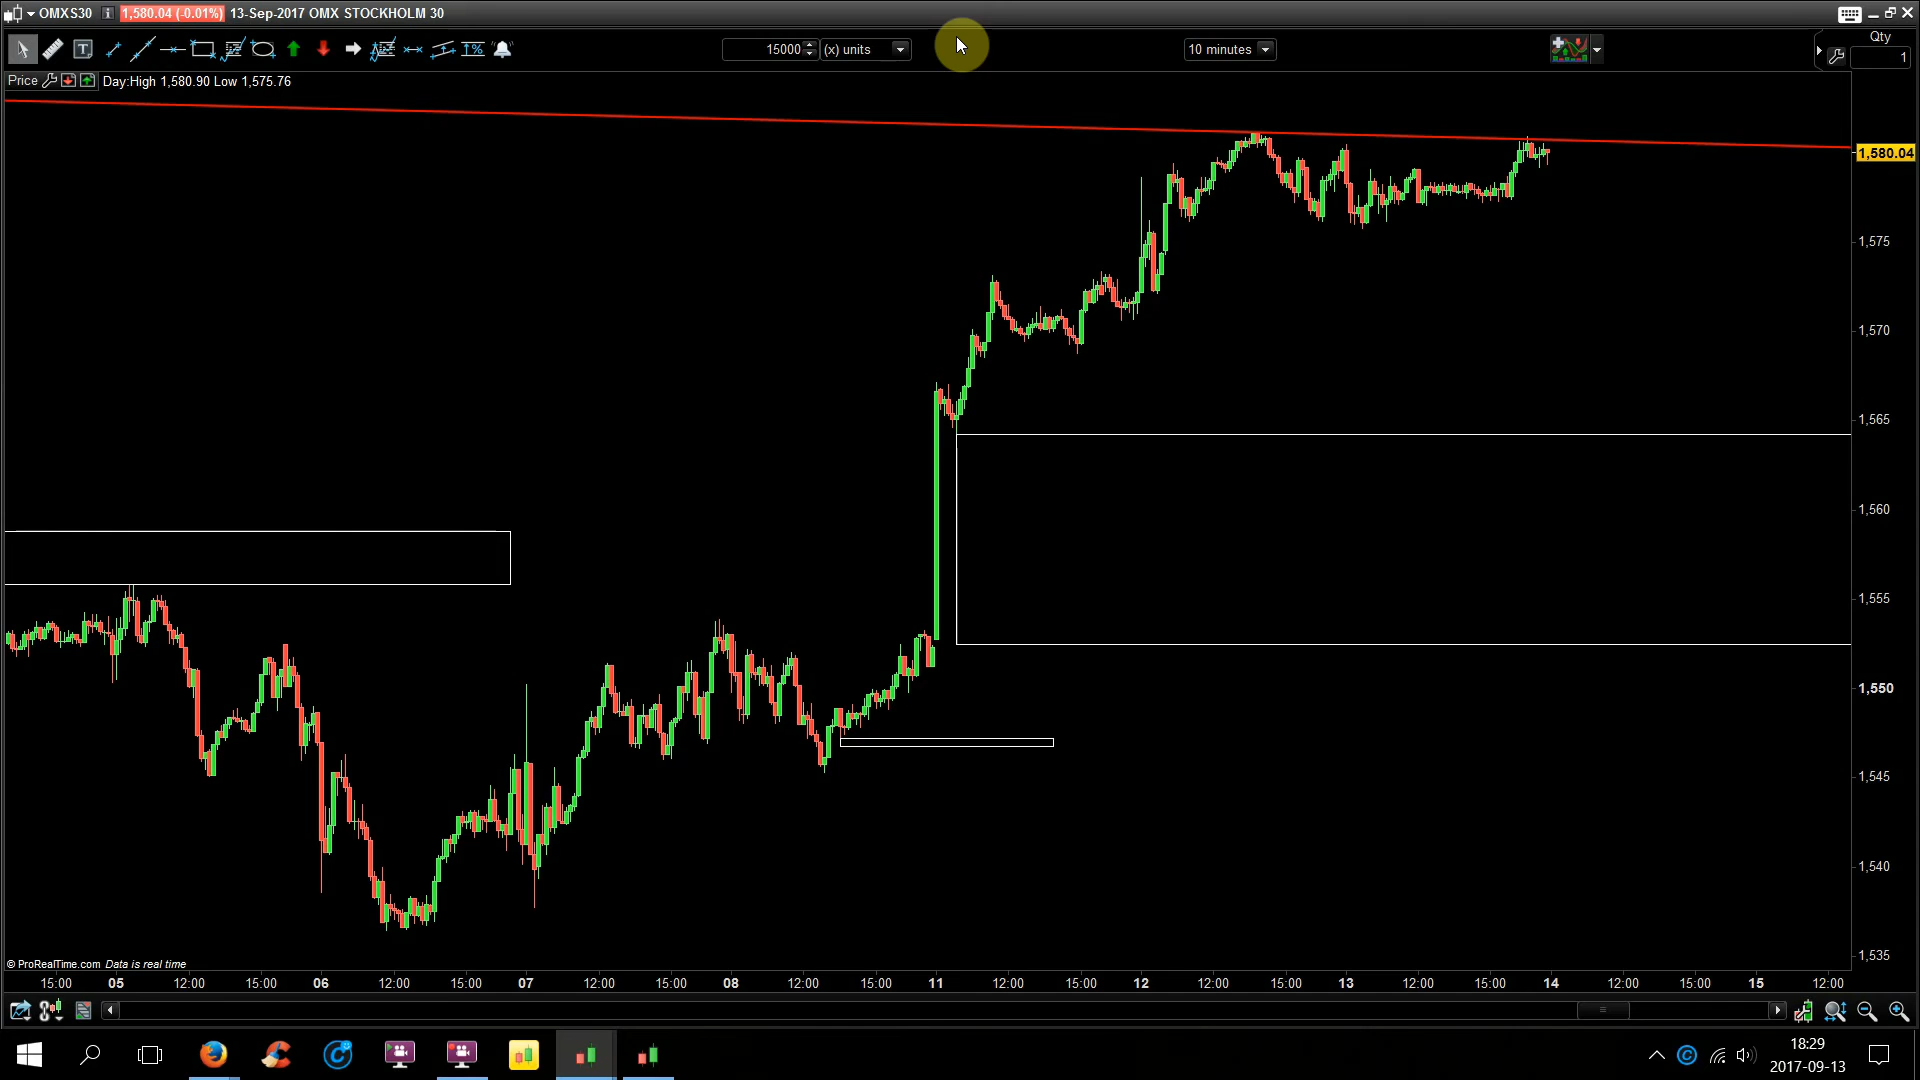 OMXS30 i 1,580.04 (-0.01%) 13-Sep-2017 OMX STOCKHOLM 30
T 15000 (x) units 10 minutes Qty
1
Price Day:High 1,580.90 Low 1,575.76
1,580.04
1,575
1,570
1,565
1,560
1,555
1,550
1,545
1,540
1,535
© ProRealTime.com Data is real time
15:00 05 12:00 15:00 06 12:00 15:00 07 12:00 15:00 08 12:00 15:00 11 12:00 15:00 12 12:00 15:00 13 12:00 15:00 14 12:00 15:00 15 12:00
18:29
2017-09-13